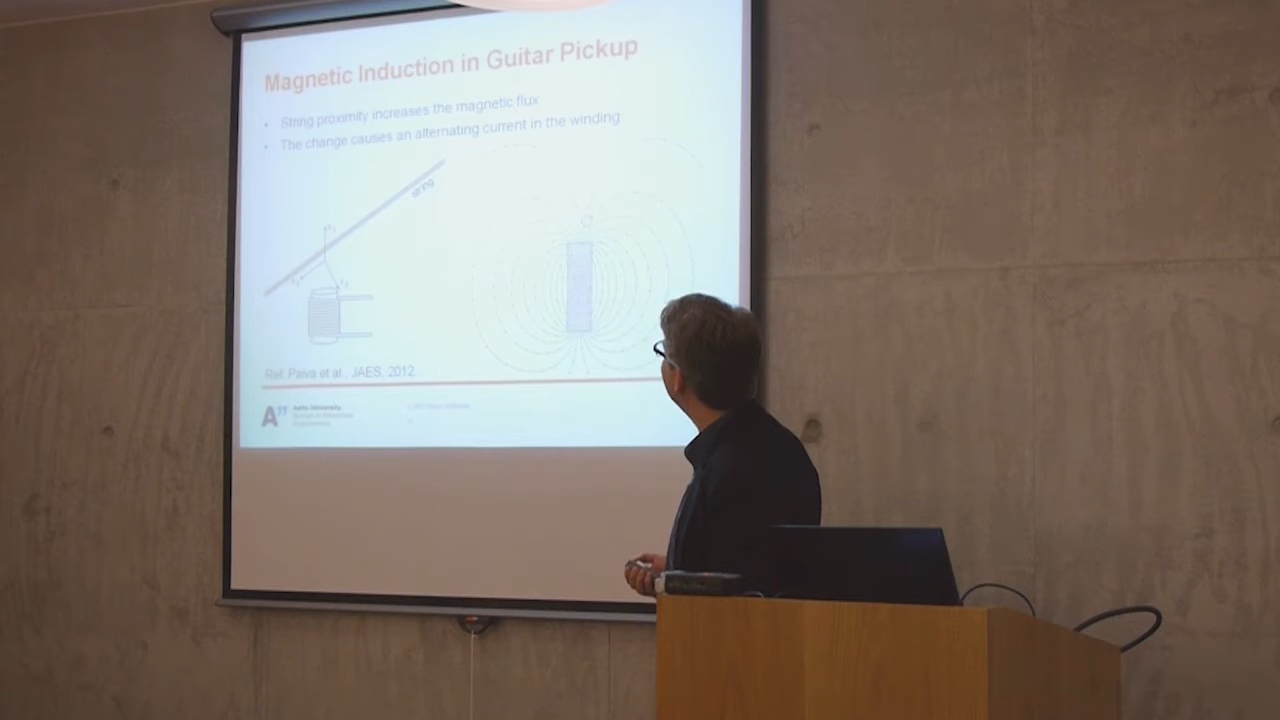 Magnetic Induction in Guitar Pickup
• String proximity increases the magnetic flux
• The change causes an alternating current in the winding
string
Ref: Paiva et al., JAES, 2012.
A"
Aalto University